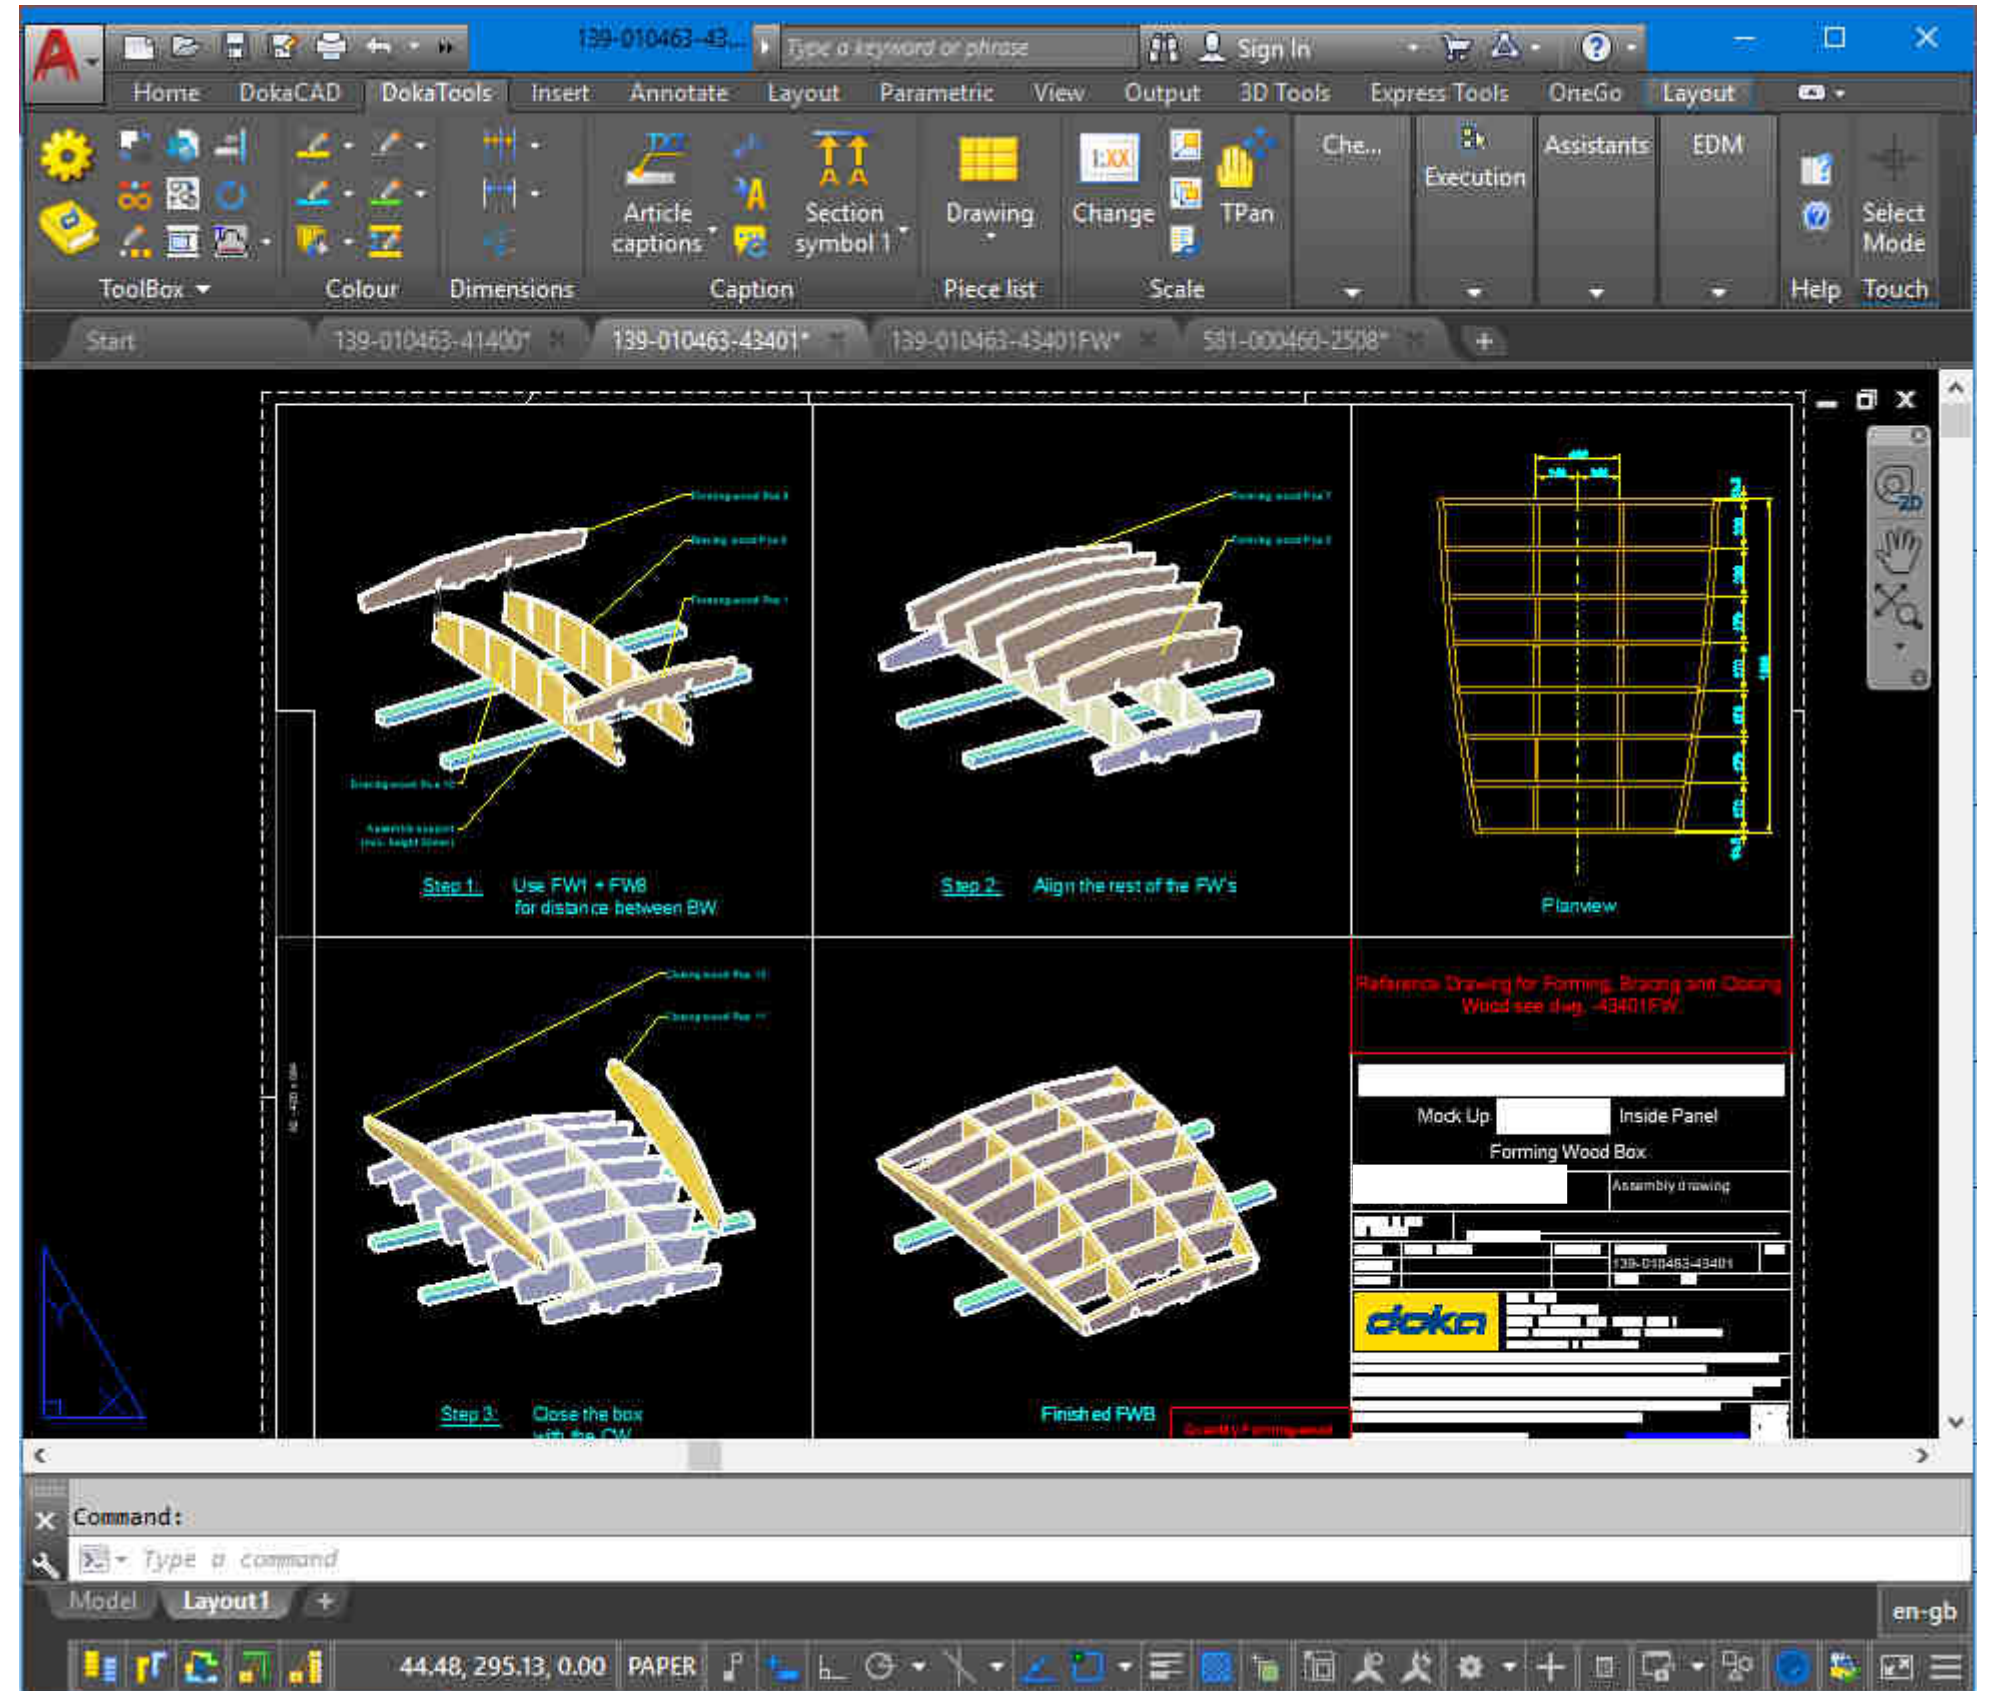 139-010463-43...
Type a keyword or phrase
Sign In
Home DokaCAD DokaTools Insert Annotate Layout Parametric View Output 3D Tools Express Tools OneGo Layout
1:XX
A A
Article
captions
Section
symbol 1
Drawing
Change
TPan
Che...
Execution
Assistants
EDM
Select
Mode
ToolBox Colour Dimensions Caption Piece list Scale Help Touch
Start 139-010463-41400* 139-010463-43401* 139-010463-43401FW* 581-000460-2508*
2D
Step 1: Use FW1 + FW8
for distance between BW.
Step 2: Align the rest of the FW's
Planview
Reference Drawing for Forming, Bracing and Closing
Wood see dwg. -43401FW.
Mock Up Inside Panel
Forming Wood Box
Assembly drawing
139-010463-43401
doka
Step 3: Close the box
with the CW
Finished FWB
Command:
Type a command
Model Layout1
en-gb
44.48, 295.13, 0.00 PAPER